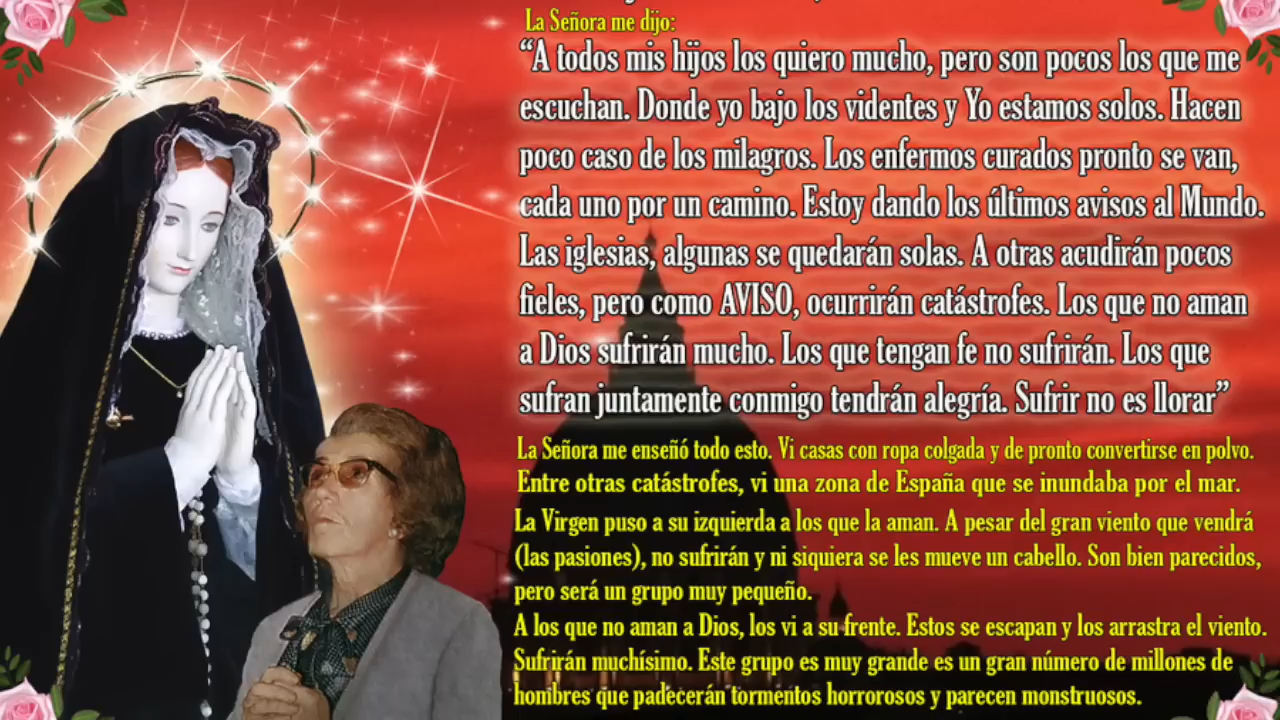 La Señora me dijo:
“A todos mis hijos los quiero mucho, pero son pocos los que me
escuchan. Donde yo bajo los videntes y Yo estamos solos. Hacen
poco caso de los milagros. Los enfermos curados pronto se van,
cada uno por un camino. Estoy dando los últimos avisos al Mundo.
Las iglesias, algunas se quedarán solas. A otras acudirán pocos
fieles, pero como AVISO, ocurrirán catástrofes. Los que no aman
a Dios sufrirán mucho. Los que tengan fe no sufrirán. Los que
sufran juntamente conmigo tendrán alegría. Sufrir no es llorar”
La Señora me enseñó todo esto. Vi casas con ropa colgada y de pronto convertirse en polvo.
Entre otras catástrofes, vi una zona de España que se inundaba por el mar.
La Virgen puso a su izquierda a los que la aman. A pesar del gran viento que vendrá
(las pasiones), no sufrirán y ni siquiera se les mueve un cabello. Son bien parecidos,
pero será un grupo muy pequeño.
A los que no aman a Dios, los vi a su frente. Estos se escapan y los arrastra el viento.
Sufrirán muchísimo. Este grupo es muy grande es un gran número de millones de
hombres que padecerán tormentos horrorosos y parecen monstruosos.